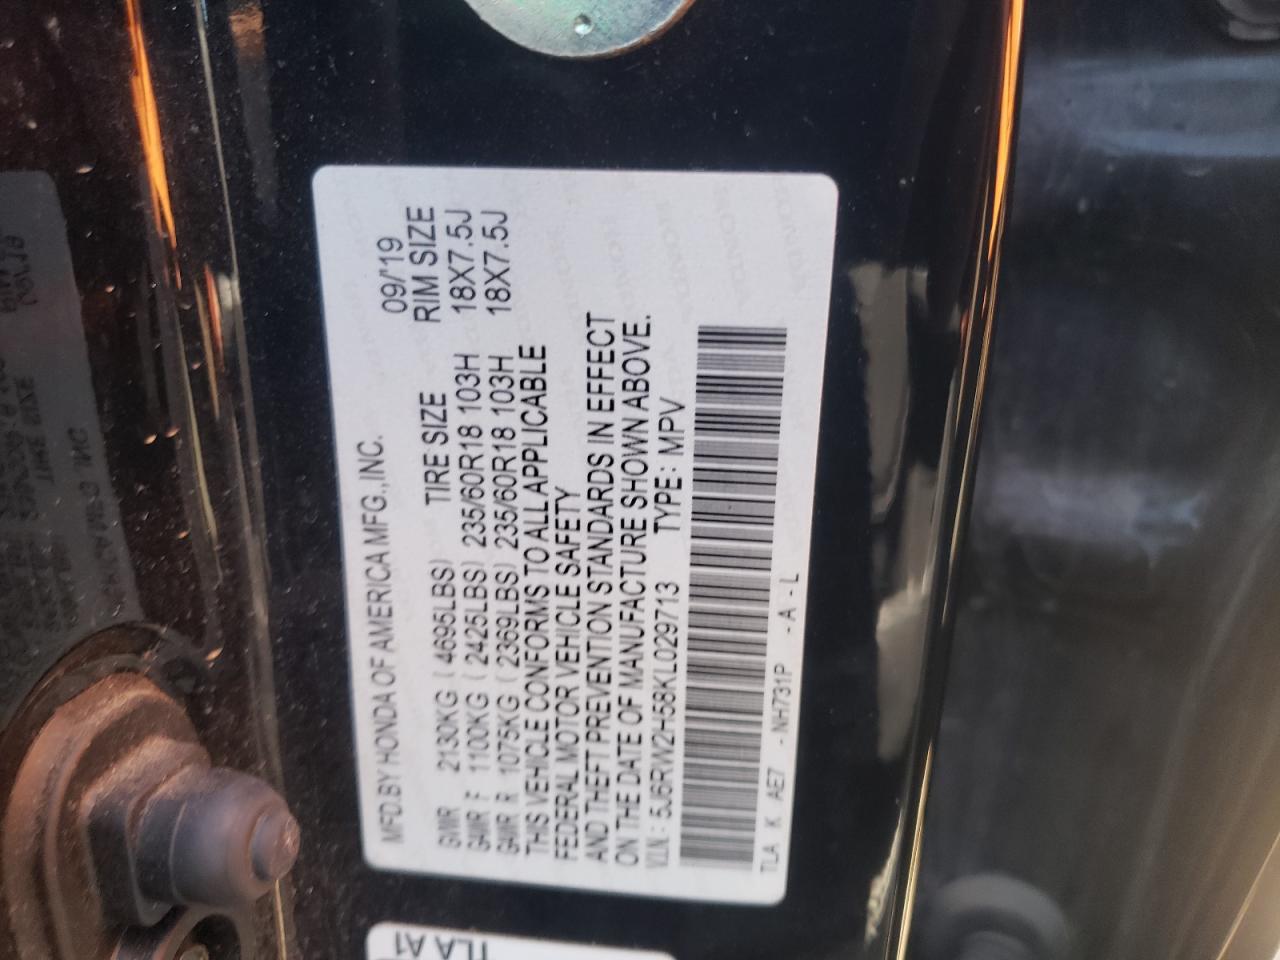 MFD.BY HONDA OF AMERICA MFG.,INC. 09/'19
TIRE SIZE RIM SIZE
GVWR 2130KG ( 4695LBS)
GAWR F 1100KG ( 2425LBS) 235/60R18 103H 18X7.5J
GAWR R 1075KG ( 2369LBS) 235/60R18 103H 18X7.5J
THIS VEHICLE CONFORMS TO ALL APPLICABLE
FEDERAL MOTOR VEHICLE SAFETY
AND THEFT PREVENTION STANDARDS IN EFFECT
ON THE DATE OF MANUFACTURE SHOWN ABOVE.
V.I.N.: 5J6RW2H58KL029713 TYPE: MPV
TLA K AE7 - NH731P - A - L
TLA A1